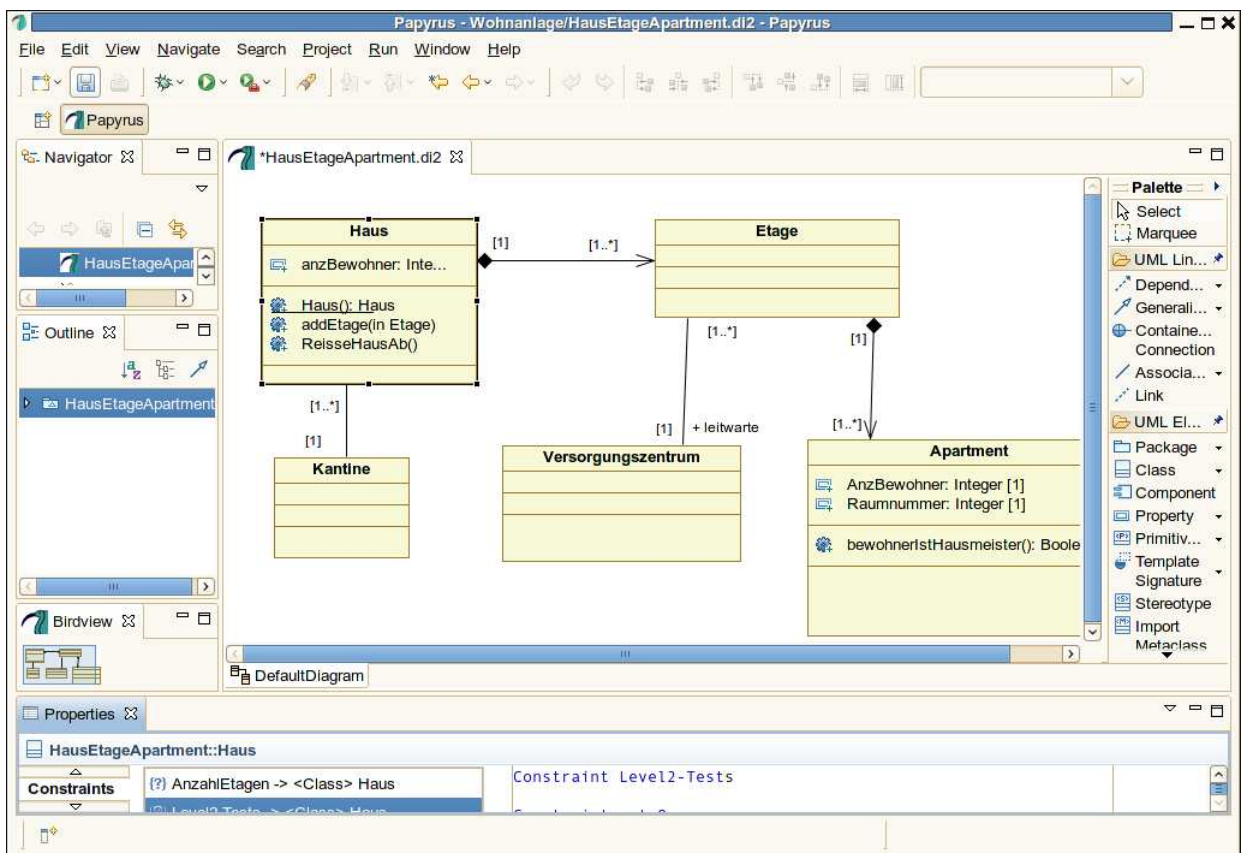 Papyrus - Wohnanlage/HausEtageApartment.di2 - Papyrus
File Edit View Navigate Search Project Run Window Help
Papyrus
Navigator
HausEtageApar
Outline
HausEtageApartment
Birdview
*HausEtageApartment.di2
Haus
anzBewohner: Inte...
Haus(): Haus
addEtage(in Etage)
ReisseHausAb()
[1]
[1..*]
Etage
[1..*]
[1]
[1..*]
[1]
[1] + leitwarte
[1..*]
Kantine
Versorgungszentrum
Apartment
AnzBewohner: Integer [1]
Raumnummer: Integer [1]
bewohnerIstHausmeister(): Boole
DefaultDiagram
Palette
Select
Marquee
UML Lin...
Depend...
Generali...
Containe...
Connection
Associa...
Link
UML El...
Package
Class
Component
Property
Primitiv...
Template
Signature
Stereotype
Import
Metaclass
Properties
HausEtageApartment::Haus
Constraints
{?} AnzahlEtagen -> <Class> Haus
Level2-Tests -> <Class> Haus
Constraint Level2-Tests